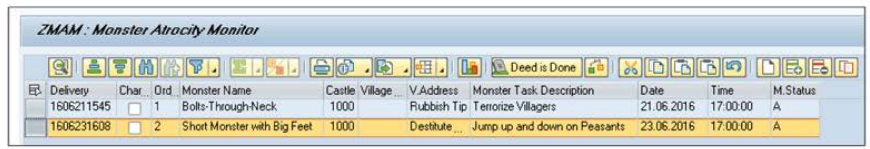 ZMAM : Monster Atrocity Monitor
Deed is Done
Delivery Char... Ord... Monster Name Castle Village ... V.Address Monster Task Description Date Time M.Status
1606211545 1 Bolts-Through-Neck 1000 Rubbish Tip Terrorize Villagers 21.06.2016 17:00:00 A
1606231608 2 Short Monster with Big Feet 1000 Destitute ... Jump up and down on Peasants 23.06.2016 17:00:00 A